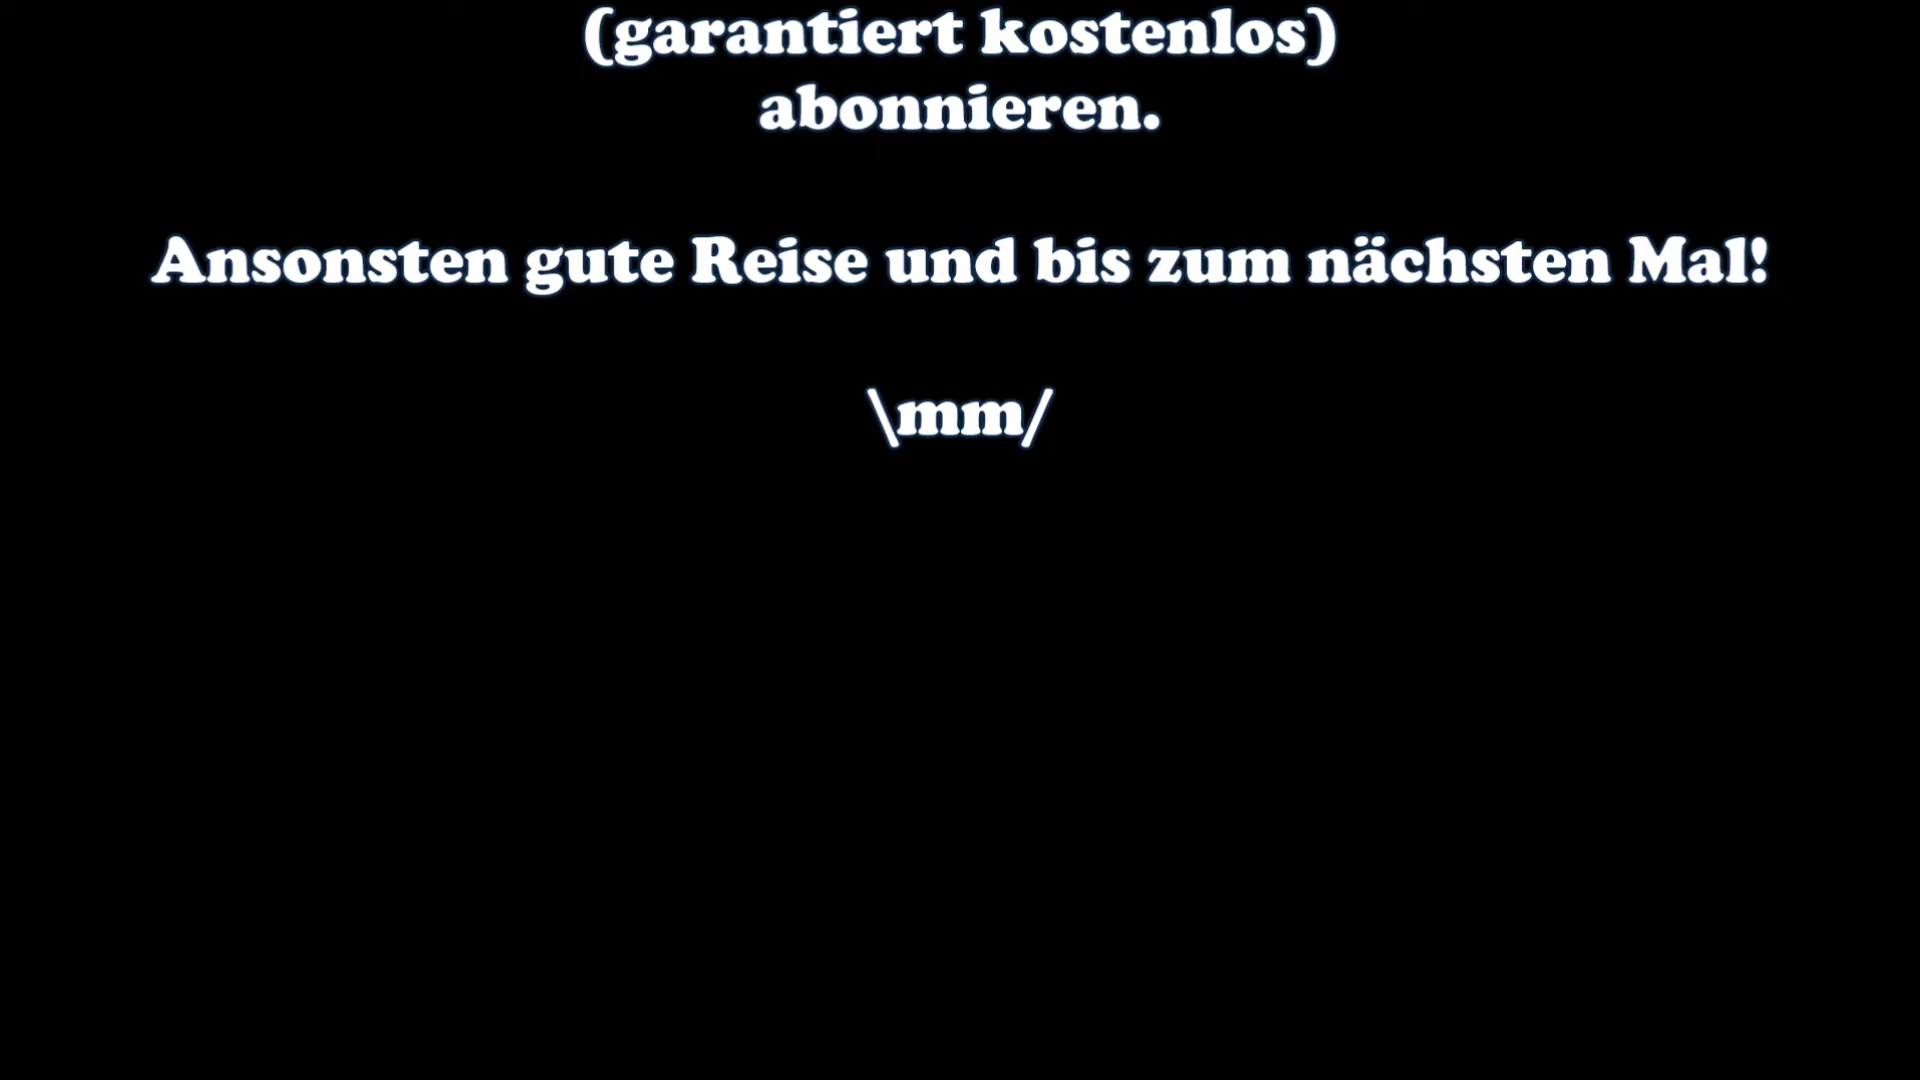 (garantiert kostenlos)
abonnieren.
Ansonsten gute Reise und bis zum nächsten Mal!
\mm/